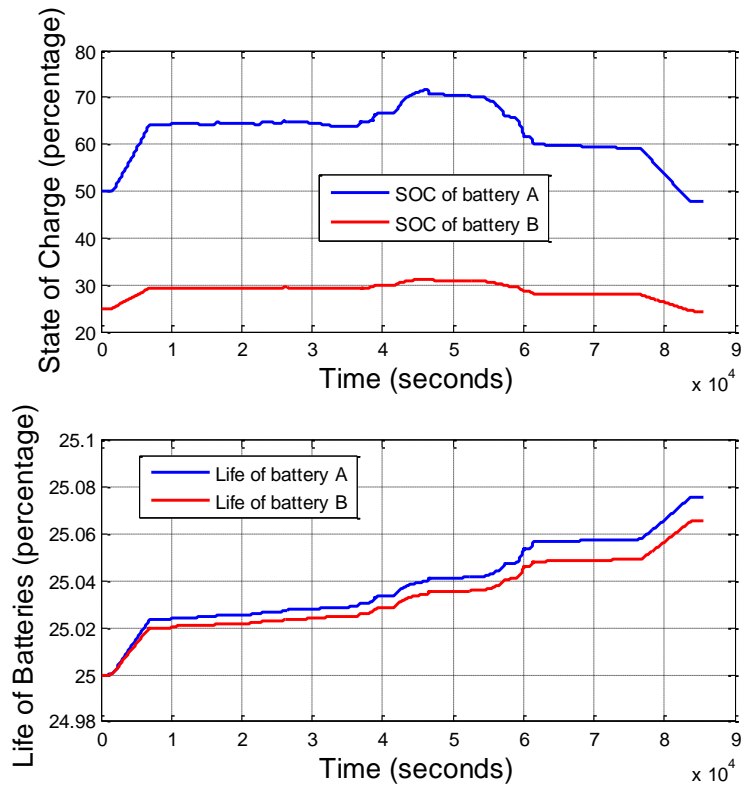 State of Charge (percentage)
80
70
60
50
40
30
20
SOC of battery A
SOC of battery B
0 1 2 3 4 5 6 7 8 9
Time (seconds)
x 10^4
Life of Batteries (percentage)
25.1
25.08
25.06
25.04
25.02
25
24.98
Life of battery A
Life of battery B
0 1 2 3 4 5 6 7 8 9
Time (seconds)
x 10^4